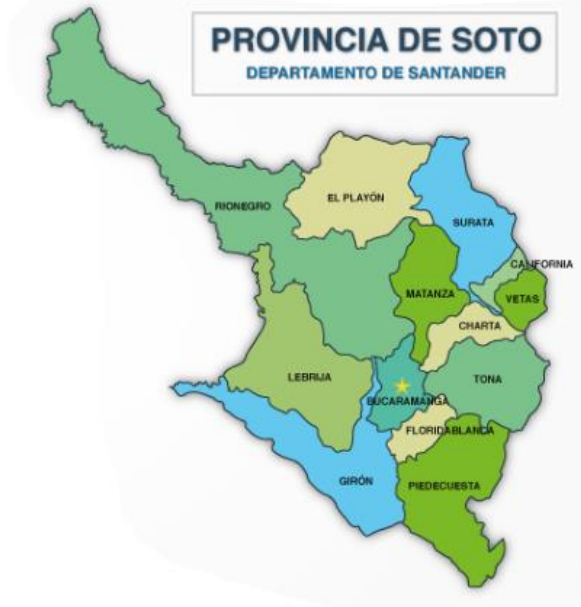 PROVINCIA DE SOTO
DEPARTAMENTO DE SANTANDER
EL PLAYÓN
RIONEGRO
SURATA
CALIFORNIA
MATANZA
VETAS
CHARTA
LEBRIJA
TONA
BUCARAMANGA
FLORIDABLANCA
GIRÓN
PIEDECUESTA